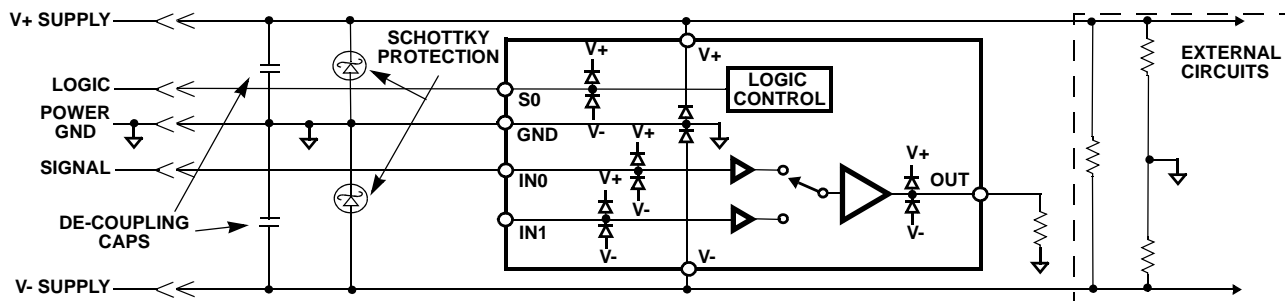 V+ SUPPLY
LOGIC
POWER
GND
SIGNAL
DE-COUPLING
CAPS
V- SUPPLY
SCHOTTKY
PROTECTION
V+
V+
S0
V-
LOGIC
CONTROL
GND
V+
IN0
V-
V+
IN1
V-
V+
OUT
V-
V-
EXTERNAL
CIRCUITS